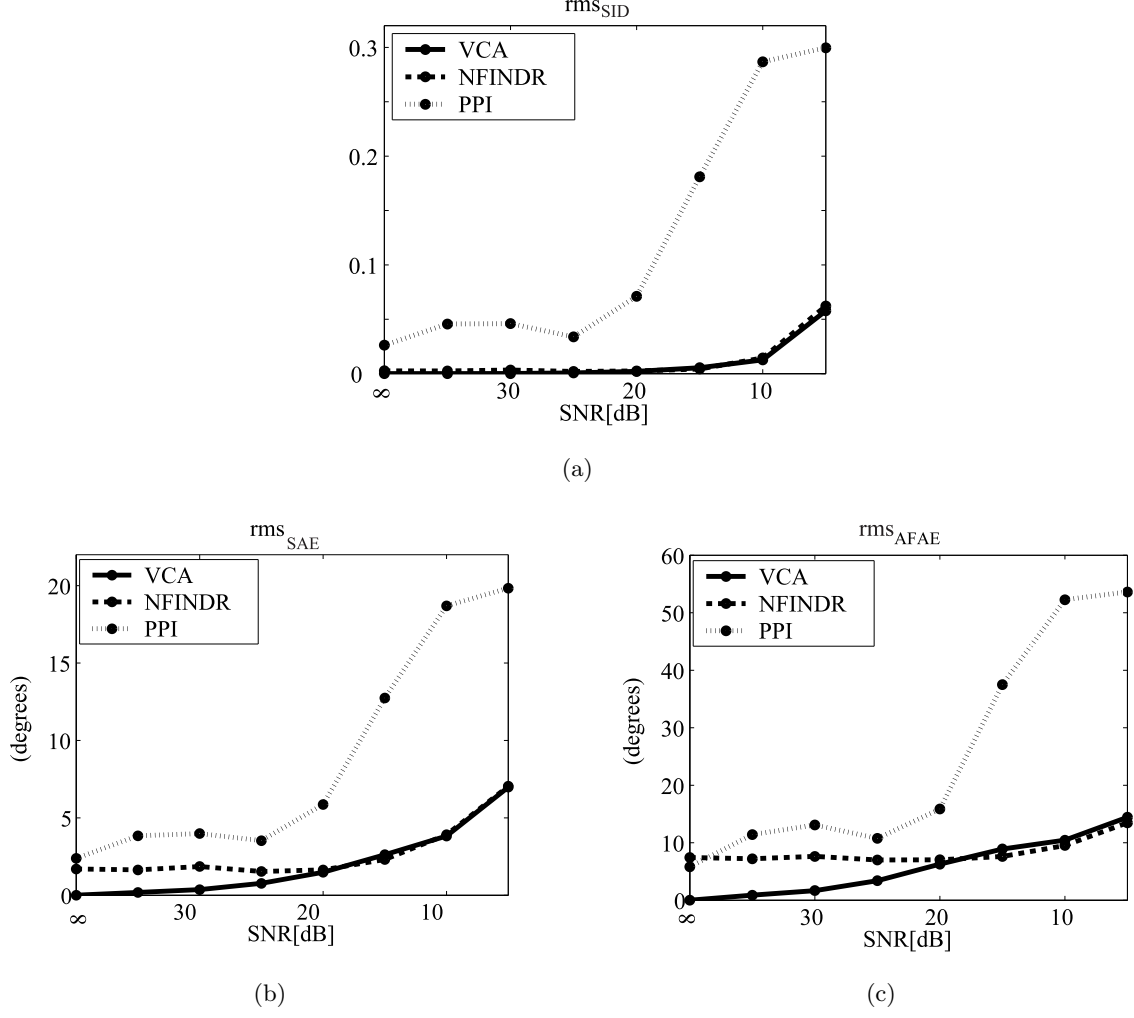 rms_SID
VCA
NFINDR
PPI
0.3
0.2
0.1
0
∞ 30 20 10
SNR[dB]
(a)
rms_SAE
VCA
NFINDR
PPI
20
15
10
5
0
(degrees)
∞ 30 20 10
SNR[dB]
(b)
rms_AFAE
VCA
NFINDR
PPI
60
50
40
30
20
10
0
(degrees)
∞ 30 20 10
SNR[dB]
(c)